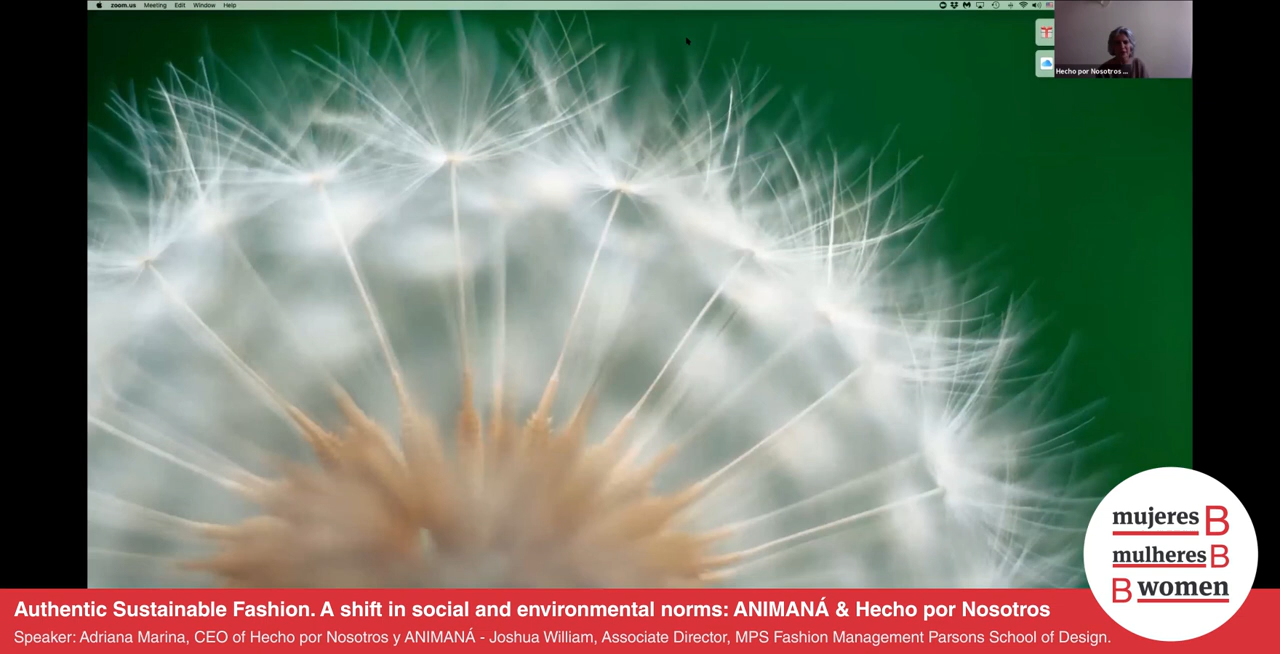 zoom.us Meeting Edit Window Help
Hecho por Nosotros ...
mujeres B
mulheres B
B women
Authentic Sustainable Fashion. A shift in social and environmental norms: ANIMANÁ & Hecho por Nosotros
Speaker: Adriana Marina, CEO of Hecho por Nosotros y ANIMANÁ - Joshua William, Associate Director, MPS Fashion Management Parsons School of Design.